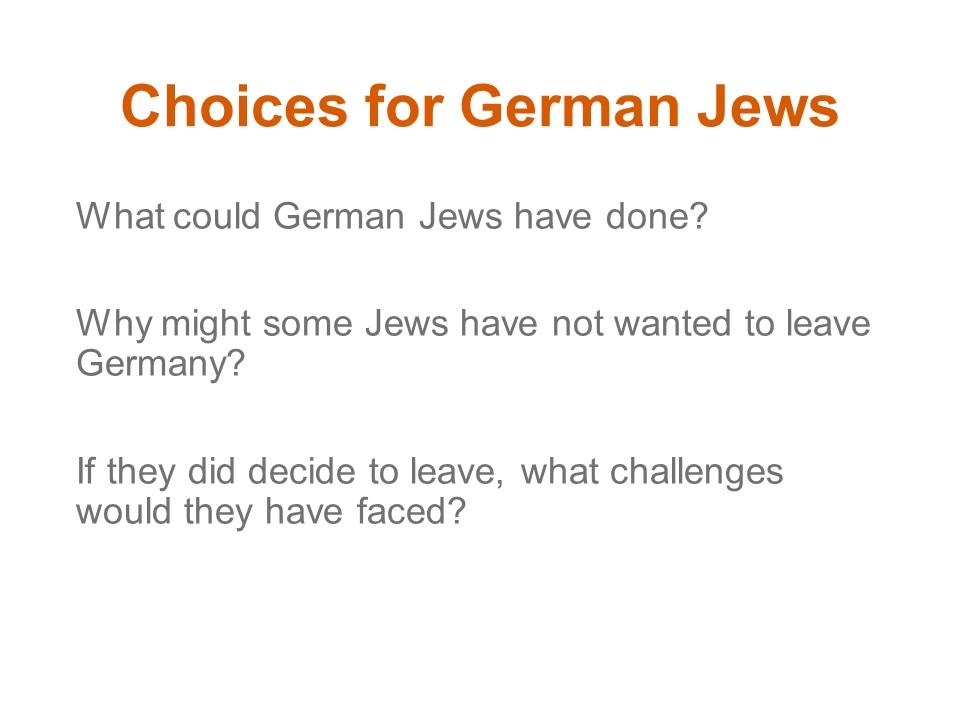 Choices for German Jews
What could German Jews have done?
Why might some Jews have not wanted to leave
Germany?
If they did decide to leave, what challenges
would they have faced?